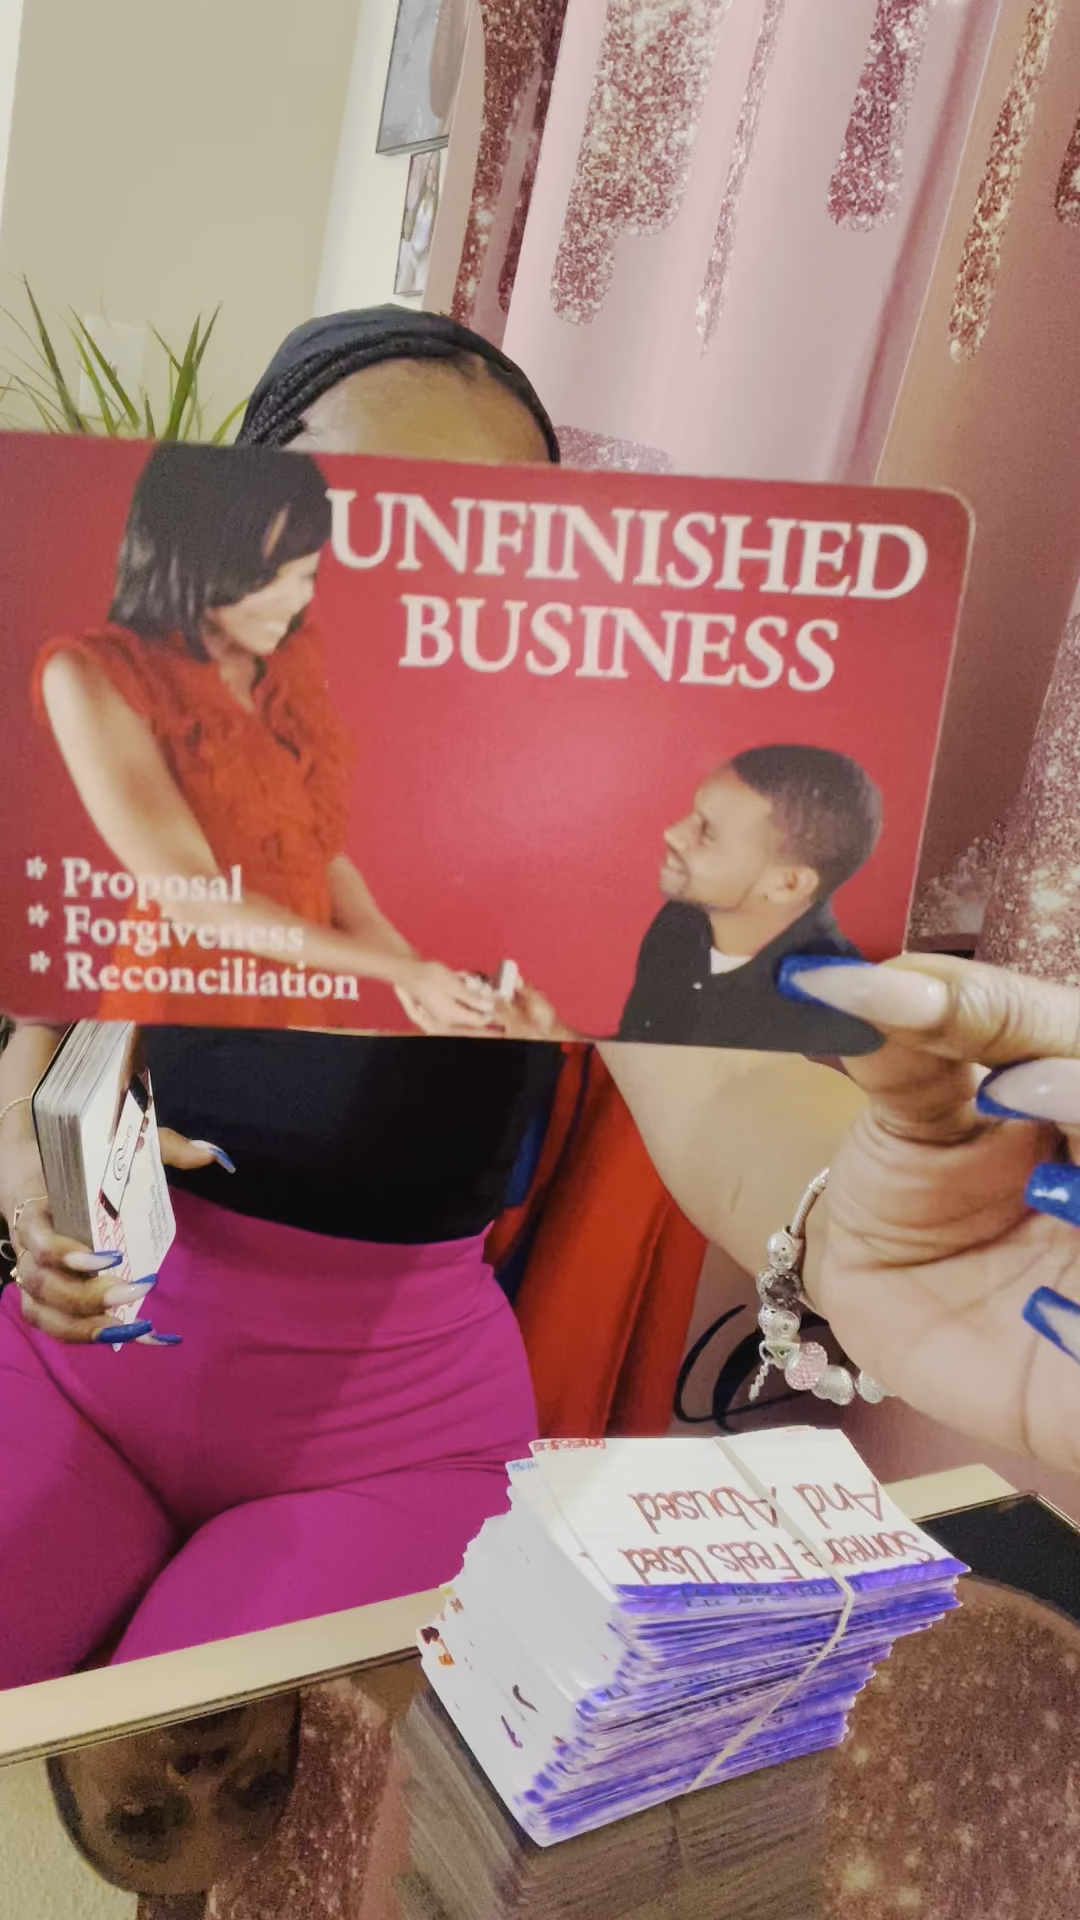 UNFINISHED
BUSINESS
* Proposal
* Forgiveness
* Reconciliation
Someone Feels Used
And Abused